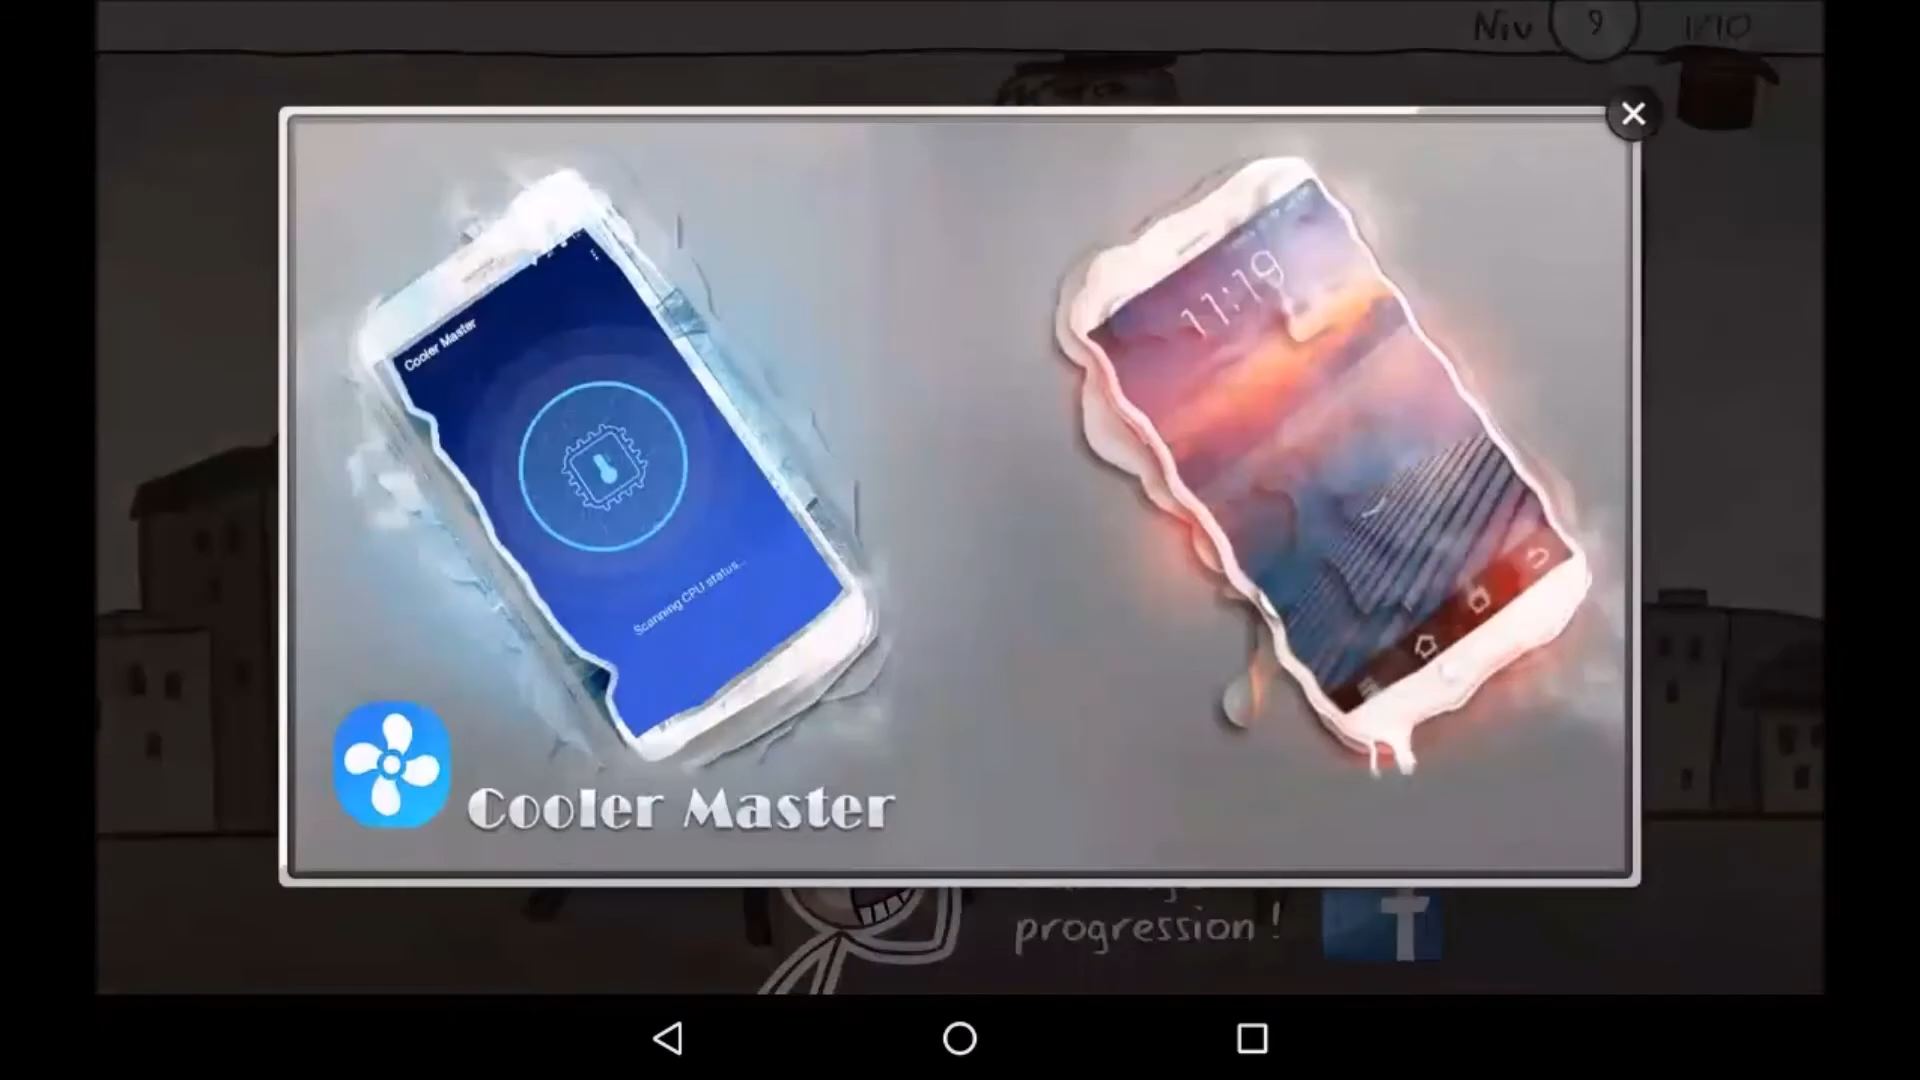 Niv 9 1/10
Cooler Master
11:19
Scanning CPU status...
Cooler Master
progression !
f